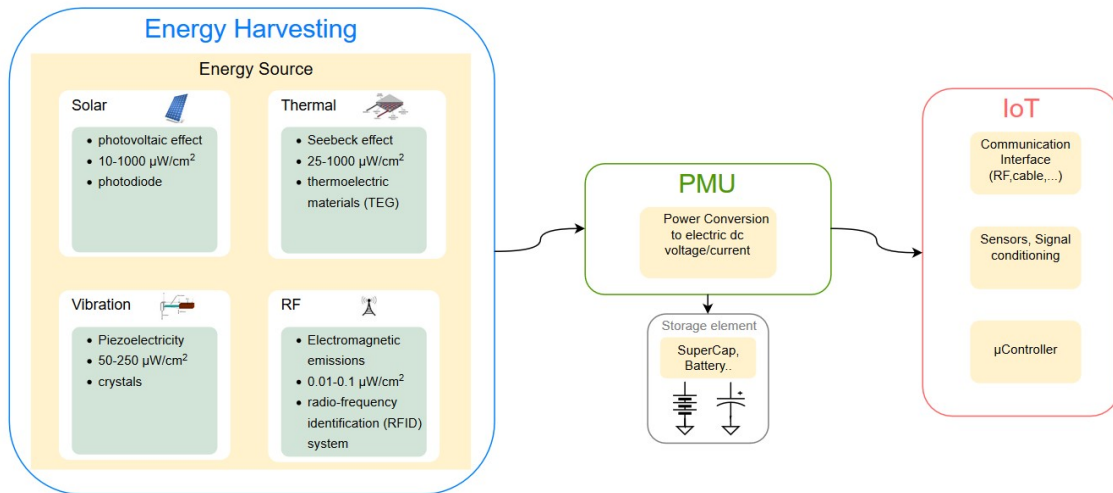 Energy Harvesting
Energy Source
Solar
• photovoltaic effect
• 10-1000 µW/cm²
• photodiode
Thermal
• Seebeck effect
• 25-1000 µW/cm²
• thermoelectric
materials (TEG)
Vibration
• Piezoelectricity
• 50-250 µW/cm²
• crystals
RF
• Electromagnetic
emissions
• 0.01-0.1 µW/cm²
• radio-frequency
identification (RFID)
system
PMU
Power Conversion
to electric dc
voltage/current
Storage element
SuperCap,
Battery..
+
IoT
Communication
Interface
(RF,cable,...)
Sensors, Signal
conditioning
µController